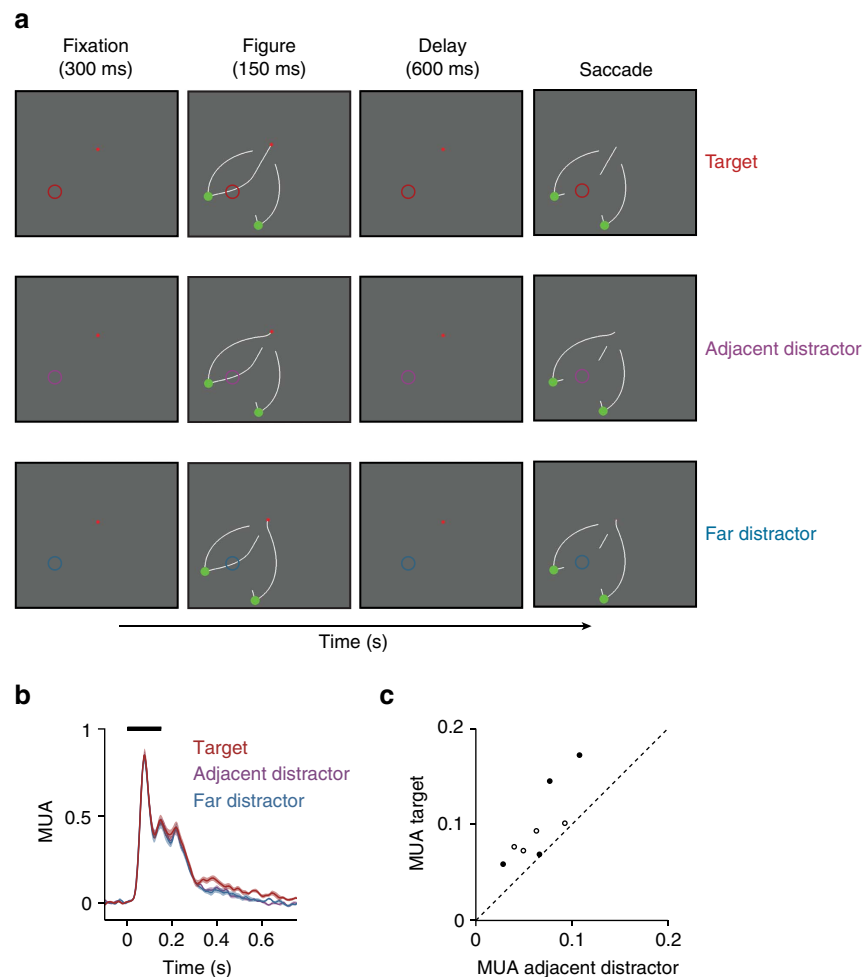 a
Fixation
(300 ms)
Figure
(150 ms)
Delay
(600 ms)
Saccade
Target
Adjacent distractor
Far distractor
Time (s)
b
1
0.5
0
MUA
Target
Adjacent distractor
Far distractor
0
0.2
0.4
0.6
Time (s)
c
0.2
0.1
0
MUA target
0
0.1
0.2
MUA adjacent distractor